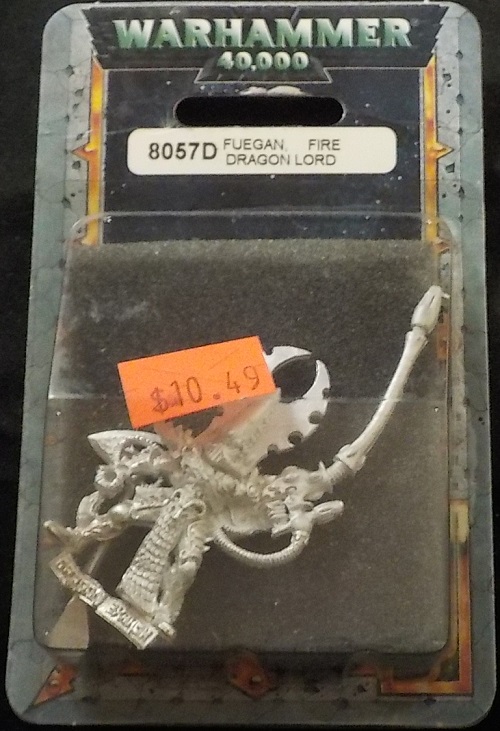 WARHAMMER
40,000
8057D FUEGAN, FIRE
DRAGON LORD
$10.49